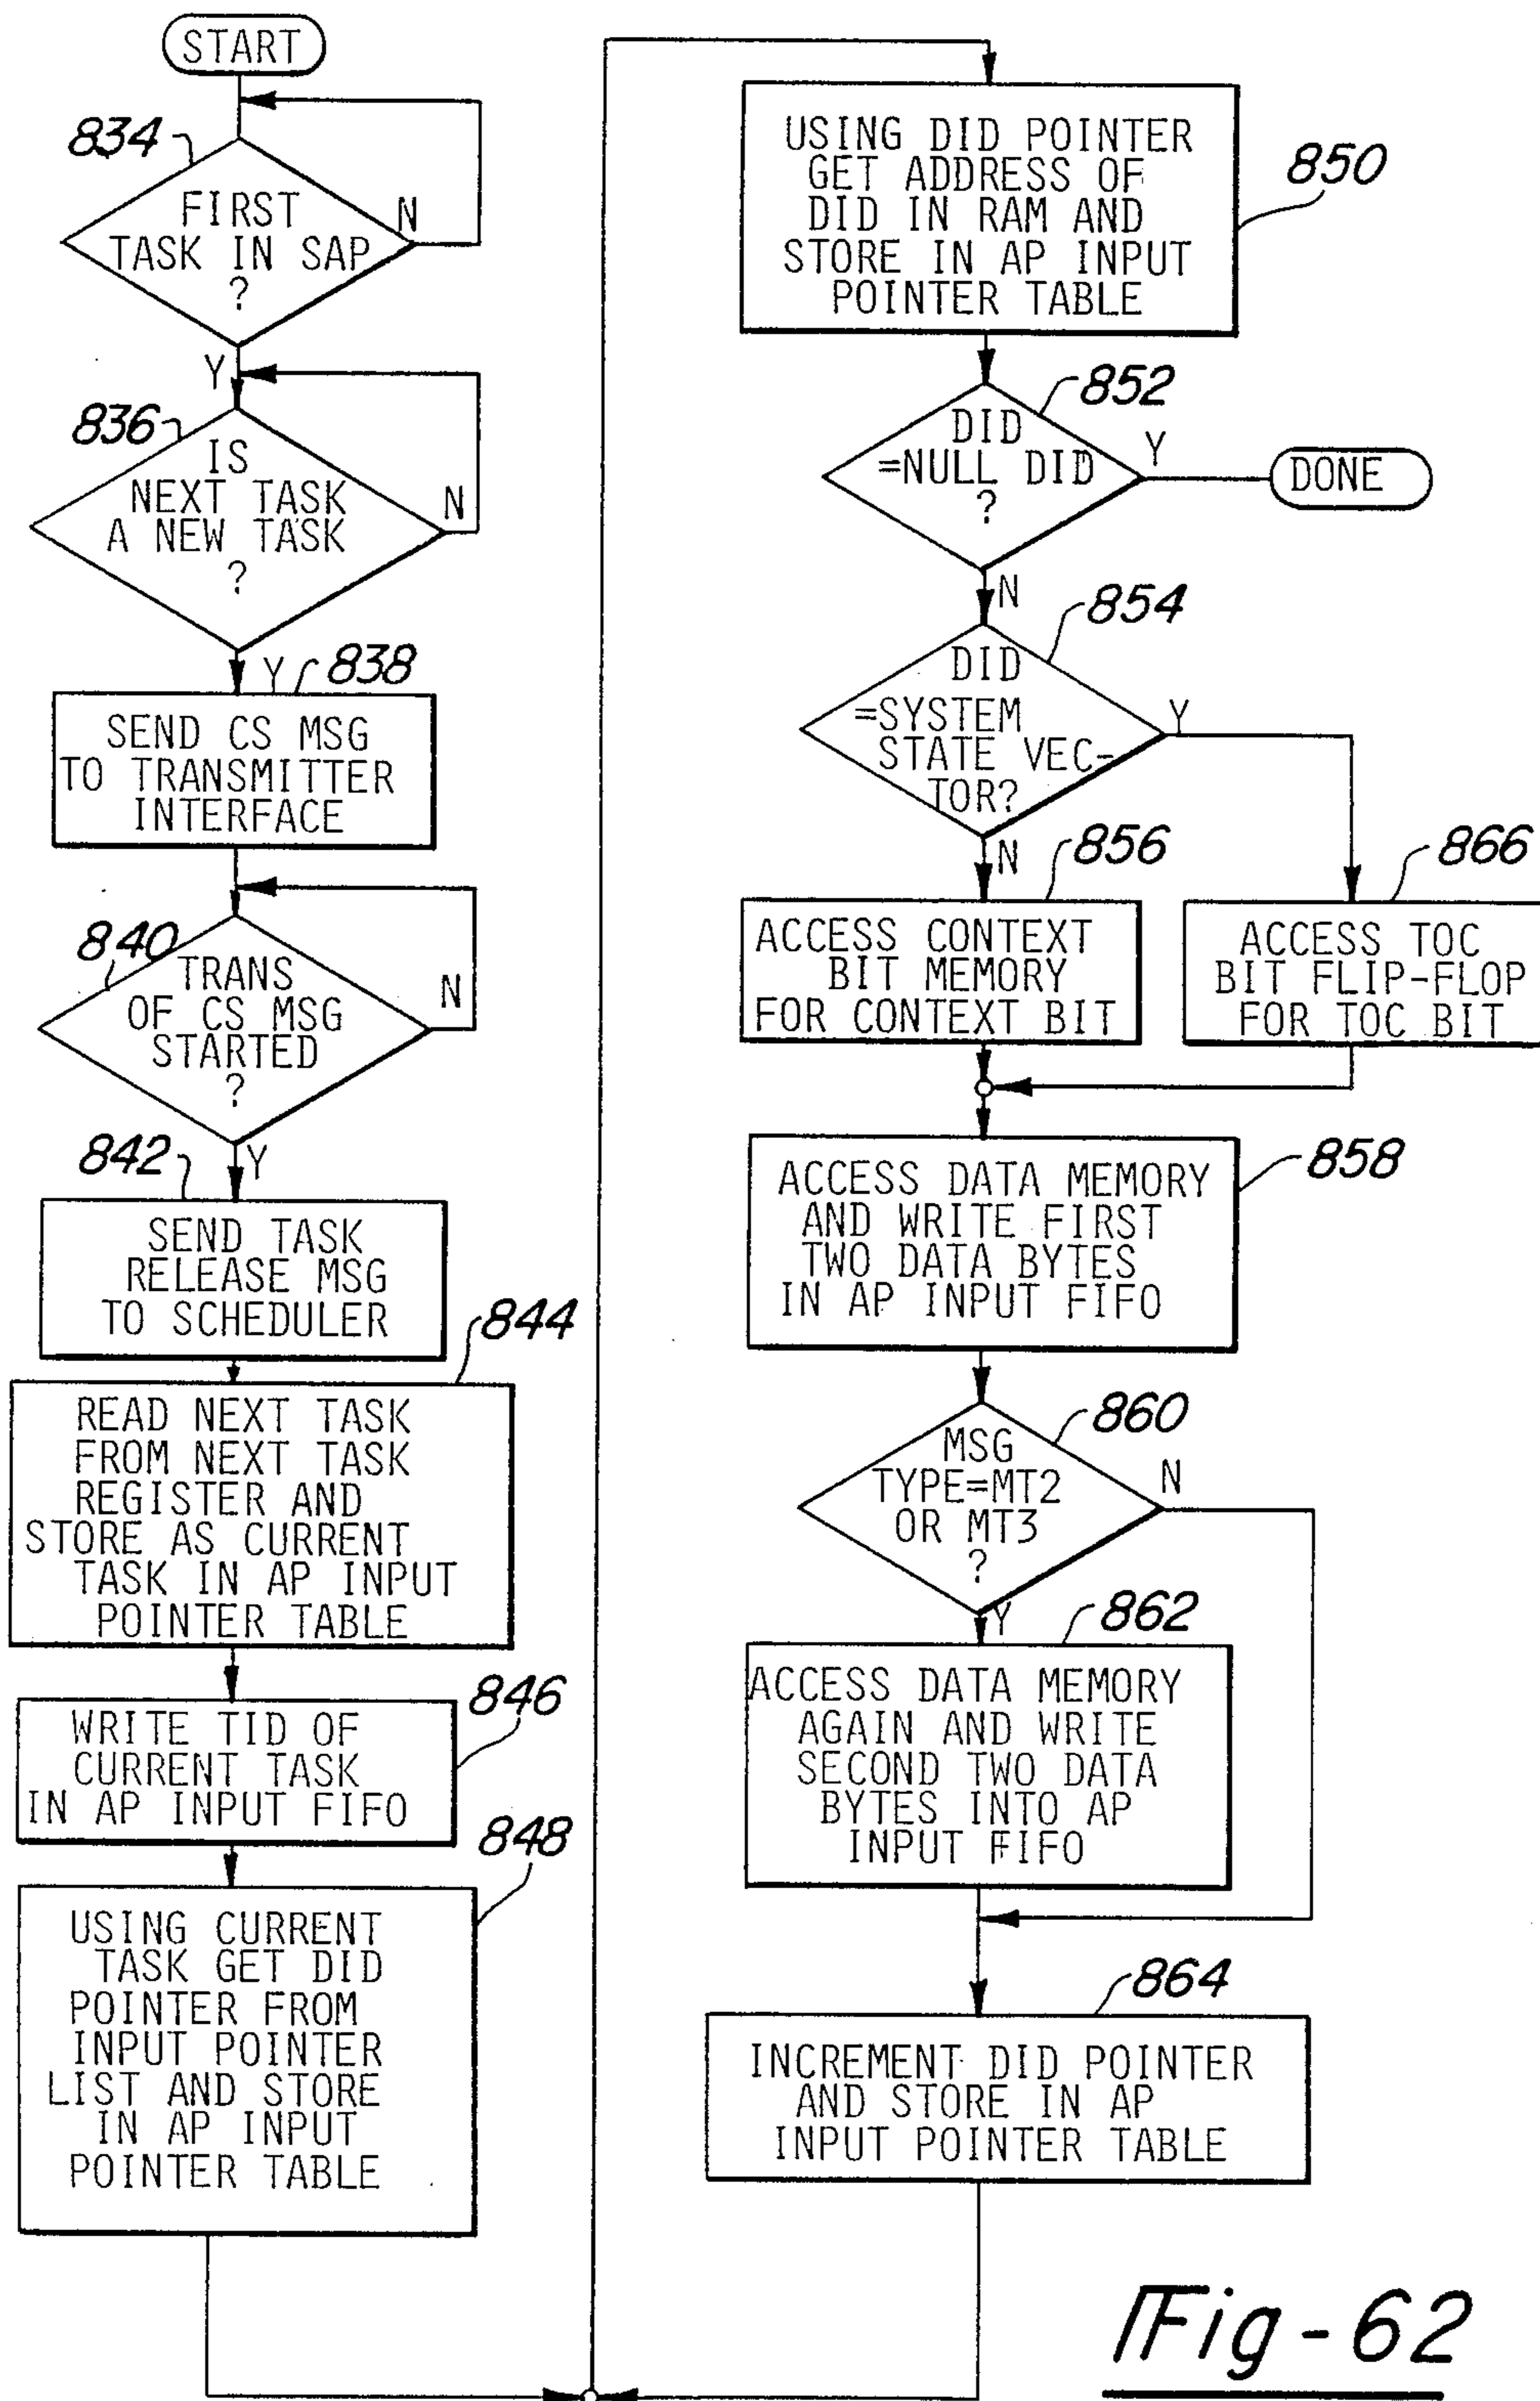 START
834
FIRST
TASK IN SAP
?
N
Y
836
IS
NEXT TASK
A NEW TASK
?
N
Y
838
SEND CS MSG
TO TRANSMITTER
INTERFACE
840
TRANS
OF CS MSG
STARTED
?
N
Y
842
SEND TASK
RELEASE MSG
TO SCHEDULER
844
READ NEXT TASK
FROM NEXT TASK
REGISTER AND
STORE AS CURRENT
TASK IN AP INPUT
POINTER TABLE
846
WRITE TID OF
CURRENT TASK
IN AP INPUT FIFO
848
USING CURRENT
TASK GET DID
POINTER FROM
INPUT POINTER
LIST AND STORE
IN AP INPUT
POINTER TABLE
850
USING DID POINTER
GET ADDRESS OF
DID IN RAM AND
STORE IN AP INPUT
POINTER TABLE
852
DID
=NULL DID
?
Y
DONE
N
854
DID
=SYSTEM
STATE VEC-
TOR?
Y
N
856
ACCESS CONTEXT
BIT MEMORY
FOR CONTEXT BIT
866
ACCESS TOC
BIT FLIP-FLOP
FOR TOC BIT
858
ACCESS DATA MEMORY
AND WRITE FIRST
TWO DATA BYTES
IN AP INPUT FIFO
860
MSG
TYPE=MT2
OR MT3
?
N
Y
862
ACCESS DATA MEMORY
AGAIN AND WRITE
SECOND TWO DATA
BYTES INTO AP
INPUT FIFO
864
INCREMENT DID POINTER
AND STORE IN AP
INPUT POINTER TABLE
Fig-62